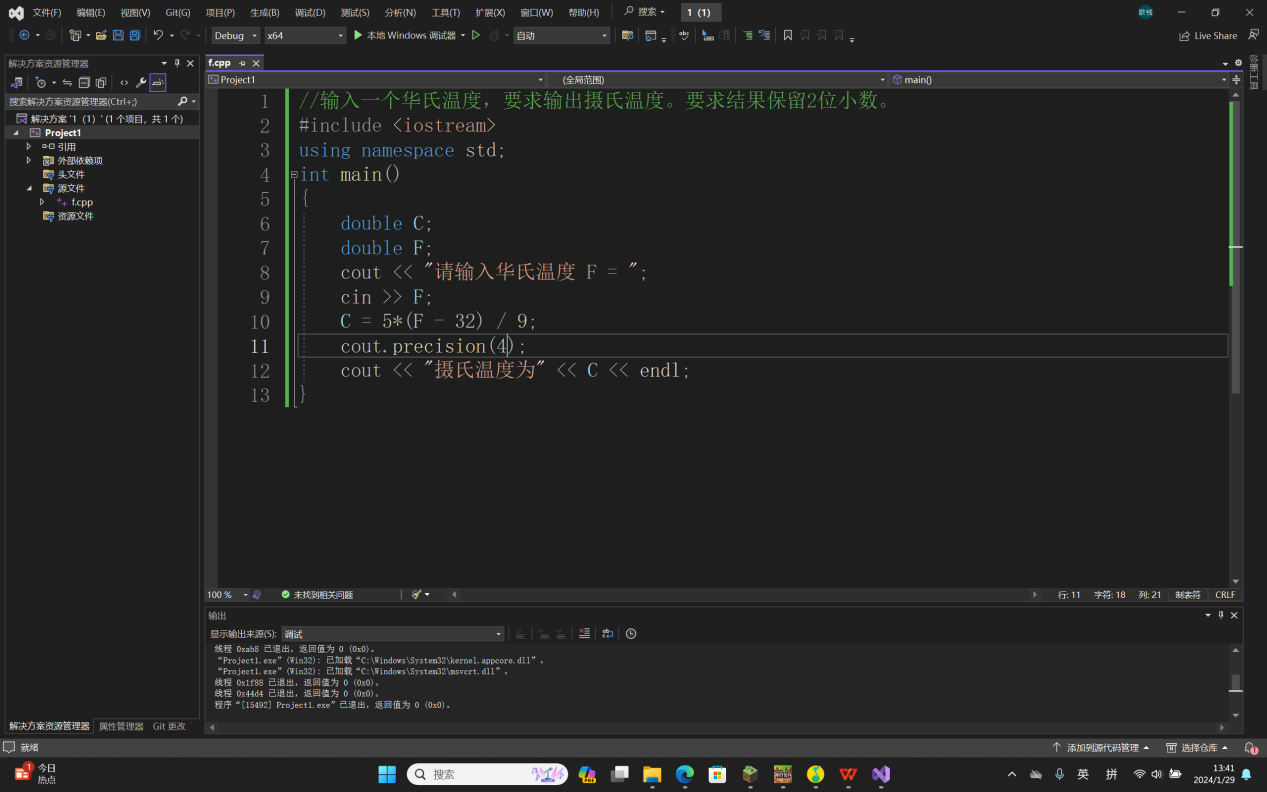 文件(F) 编辑(E) 视图(V) Git(G) 项目(P) 生成(B) 调试(D) 测试(S) 分析(N) 工具(T) 扩展(X) 窗口(W) 帮助(H) 搜索 1 (1)
Debug x64 本地 Windows 调试器 自动 Live Share
解决方案资源管理器
搜索解决方案资源管理器(Ctrl+;)
解决方案 '1 (1) ' (1 个项目，共 1 个)
Project1
引用
外部依赖项
头文件
源文件
f.cpp
资源文件
解决方案资源管理器 属性管理器 Git 更改
f.cpp
Project1 (全局范围) main()
诊断工具
1 //输入一个华氏温度，要求输出摄氏温度。要求结果保留2位小数。
2 #include <iostream>
3 using namespace std;
4 int main()
5 {
6 double C;
7 double F;
8 cout << "请输入华氏温度 F = ";
9 cin >> F;
10 C = 5*(F - 32) / 9;
11 cout.precision(4);
12 cout << "摄氏温度为" << C << endl;
13 }
100 % 未找到相关问题 行: 11 字符: 18 列: 21 制表符 CRLF
输出
显示输出来源(S): 调试
线程 0xab8 已退出，返回值为 0 (0x0)。
“Project1.exe”(Win32): 已加载“C:\Windows\System32\kernel.appcore.dll”。
“Project1.exe”(Win32): 已加载“C:\Windows\System32\msvcrt.dll”。
线程 0x1f88 已退出，返回值为 0 (0x0)。
线程 0x44d4 已退出，返回值为 0 (0x0)。
程序“[15492] Project1.exe”已退出，返回值为 0 (0x0)。
就绪 添加到源代码管理 选择仓库 1
1 今日
热点
搜索
英 拼 13:41
2024/1/29